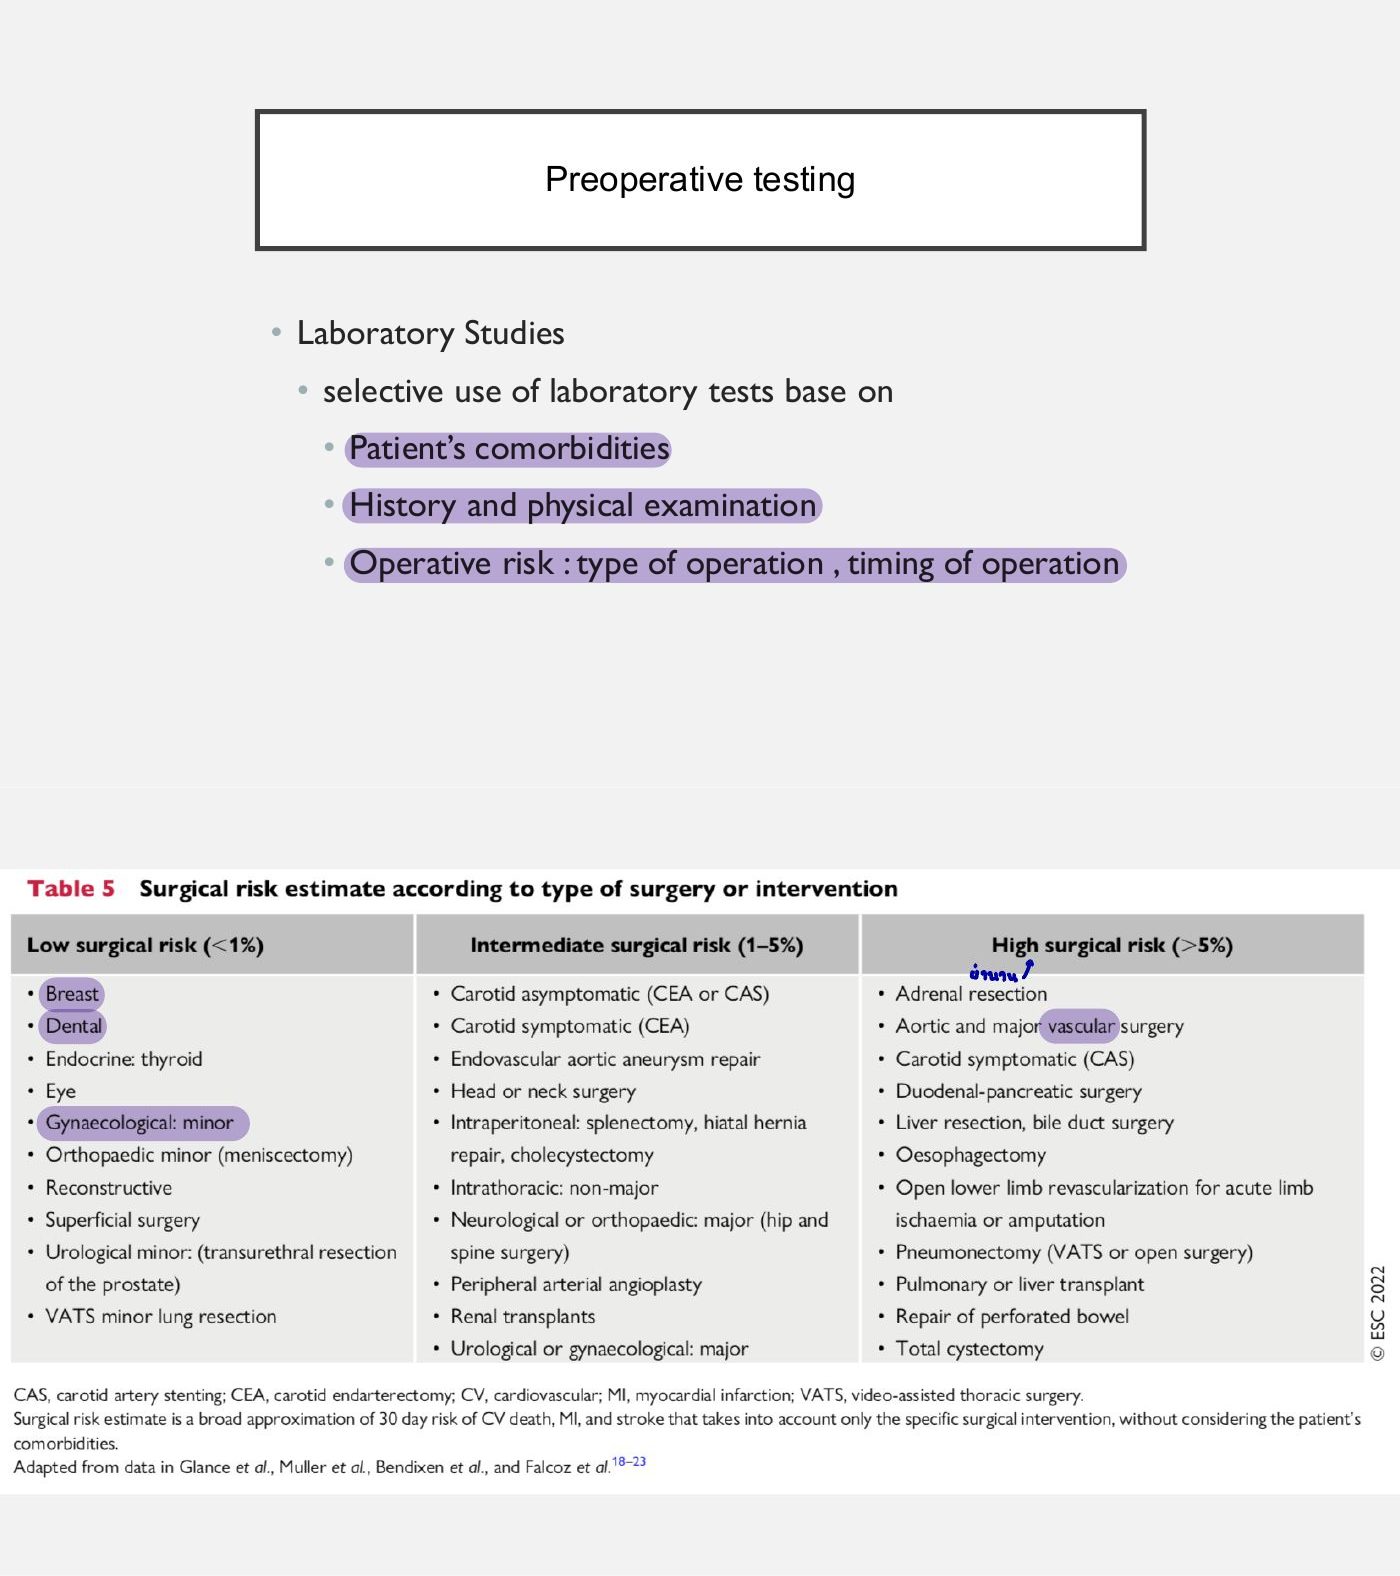 Preoperative testing
• Laboratory Studies
• selective use of laboratory tests base on
• Patient's comorbidities
• History and physical examination
• Operative risk : type of operation , timing of operation
Table 5 Surgical risk estimate according to type of surgery or intervention
Low surgical risk (<1%)
• Breast
• Dental
• Endocrine: thyroid
• Eye
• Gynaecological: minor
• Orthopaedic minor (meniscectomy)
• Reconstructive
• Superficial surgery
• Urological minor: (transurethral resection
of the prostate)
• VATS minor lung resection
Intermediate surgical risk (1–5%)
• Carotid asymptomatic (CEA or CAS)
• Carotid symptomatic (CEA)
• Endovascular aortic aneurysm repair
• Head or neck surgery
• Intraperitoneal: splenectomy, hiatal hernia
repair, cholecystectomy
• Intrathoracic: non-major
• Neurological or orthopaedic: major (hip and
spine surgery)
• Peripheral arterial angioplasty
• Renal transplants
• Urological or gynaecological: major
High surgical risk (>5%)
• Adrenal resection
• Aortic and major vascular surgery
• Carotid symptomatic (CAS)
• Duodenal-pancreatic surgery
• Liver resection, bile duct surgery
• Oesophagectomy
• Open lower limb revascularization for acute limb
ischaemia or amputation
• Pneumonectomy (VATS or open surgery)
• Pulmonary or liver transplant
• Repair of perforated bowel
• Total cystectomy
© ESC 2022
CAS, carotid artery stenting; CEA, carotid endarterectomy; CV, cardiovascular; MI, myocardial infarction; VATS, video-assisted thoracic surgery.
Surgical risk estimate is a broad approximation of 30 day risk of CV death, MI, and stroke that takes into account only the specific surgical intervention, without considering the patient's
comorbidities.
Adapted from data in Glance et al., Muller et al., Bendixen et al., and Falcoz et al.18–23